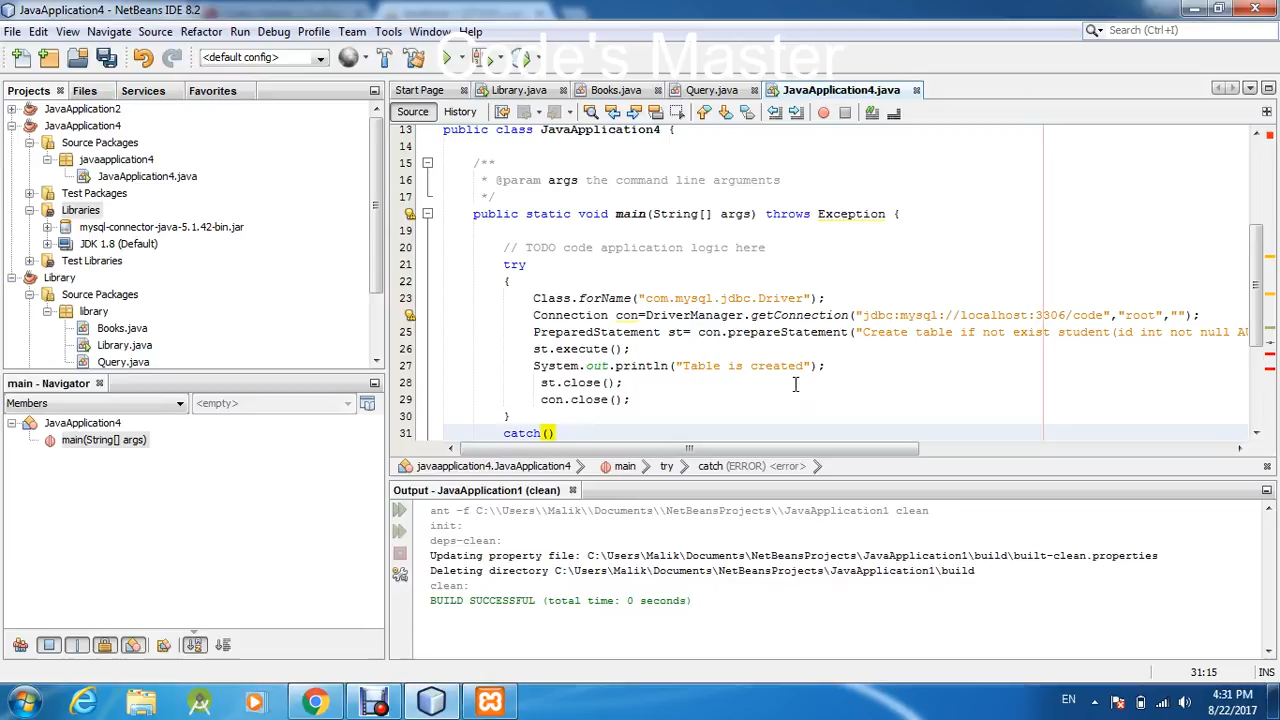 JavaApplication4 - NetBeans IDE 8.2
File Edit View Navigate Source Refactor Run Debug Profile Team Tools Window Help
Search (Ctrl+I)
<default config>
Code's Master
Projects Files Services Favorites
Start Page Library.java Books.java Query.java JavaApplication4.java
Source History
JavaApplication2
JavaApplication4
Source Packages
javaapplication4
JavaApplication4.java
Test Packages
Libraries
mysql-connector-java-5.1.42-bin.jar
JDK 1.8 (Default)
Test Libraries
Library
Source Packages
library
Books.java
Library.java
Query.java
13 public class JavaApplication4 {
14
15 /**
16 * @param args the command line arguments
17 */
18 public static void main(String[] args) throws Exception {
19
20 // TODO code application logic here
21 try
22 {
23 Class.forName("com.mysql.jdbc.Driver");
24 Connection con=DriverManager.getConnection("jdbc:mysql://localhost:3306/code","root","");
25 PreparedStatement st= con.prepareStatement("Create table if not exist student(id int not null AU
26 st.execute();
27 System.out.println("Table is created");
28 st.close();
29 con.close();
30 }
31 catch()
main - Navigator
Members <empty>
JavaApplication4
main(String[] args)
javaapplication4.JavaApplication4 main try catch (ERROR) <error>
Output - JavaApplication1 (clean)
ant -f C:\\Users\\Malik\\Documents\\NetBeansProjects\\JavaApplication1 clean
init:
deps-clean:
Updating property file: C:\Users\Malik\Documents\NetBeansProjects\JavaApplication1\build\built-clean.properties
Deleting directory C:\Users\Malik\Documents\NetBeansProjects\JavaApplication1\build
clean:
BUILD SUCCESSFUL (total time: 0 seconds)
31:15 INS
EN
4:31 PM
8/22/2017